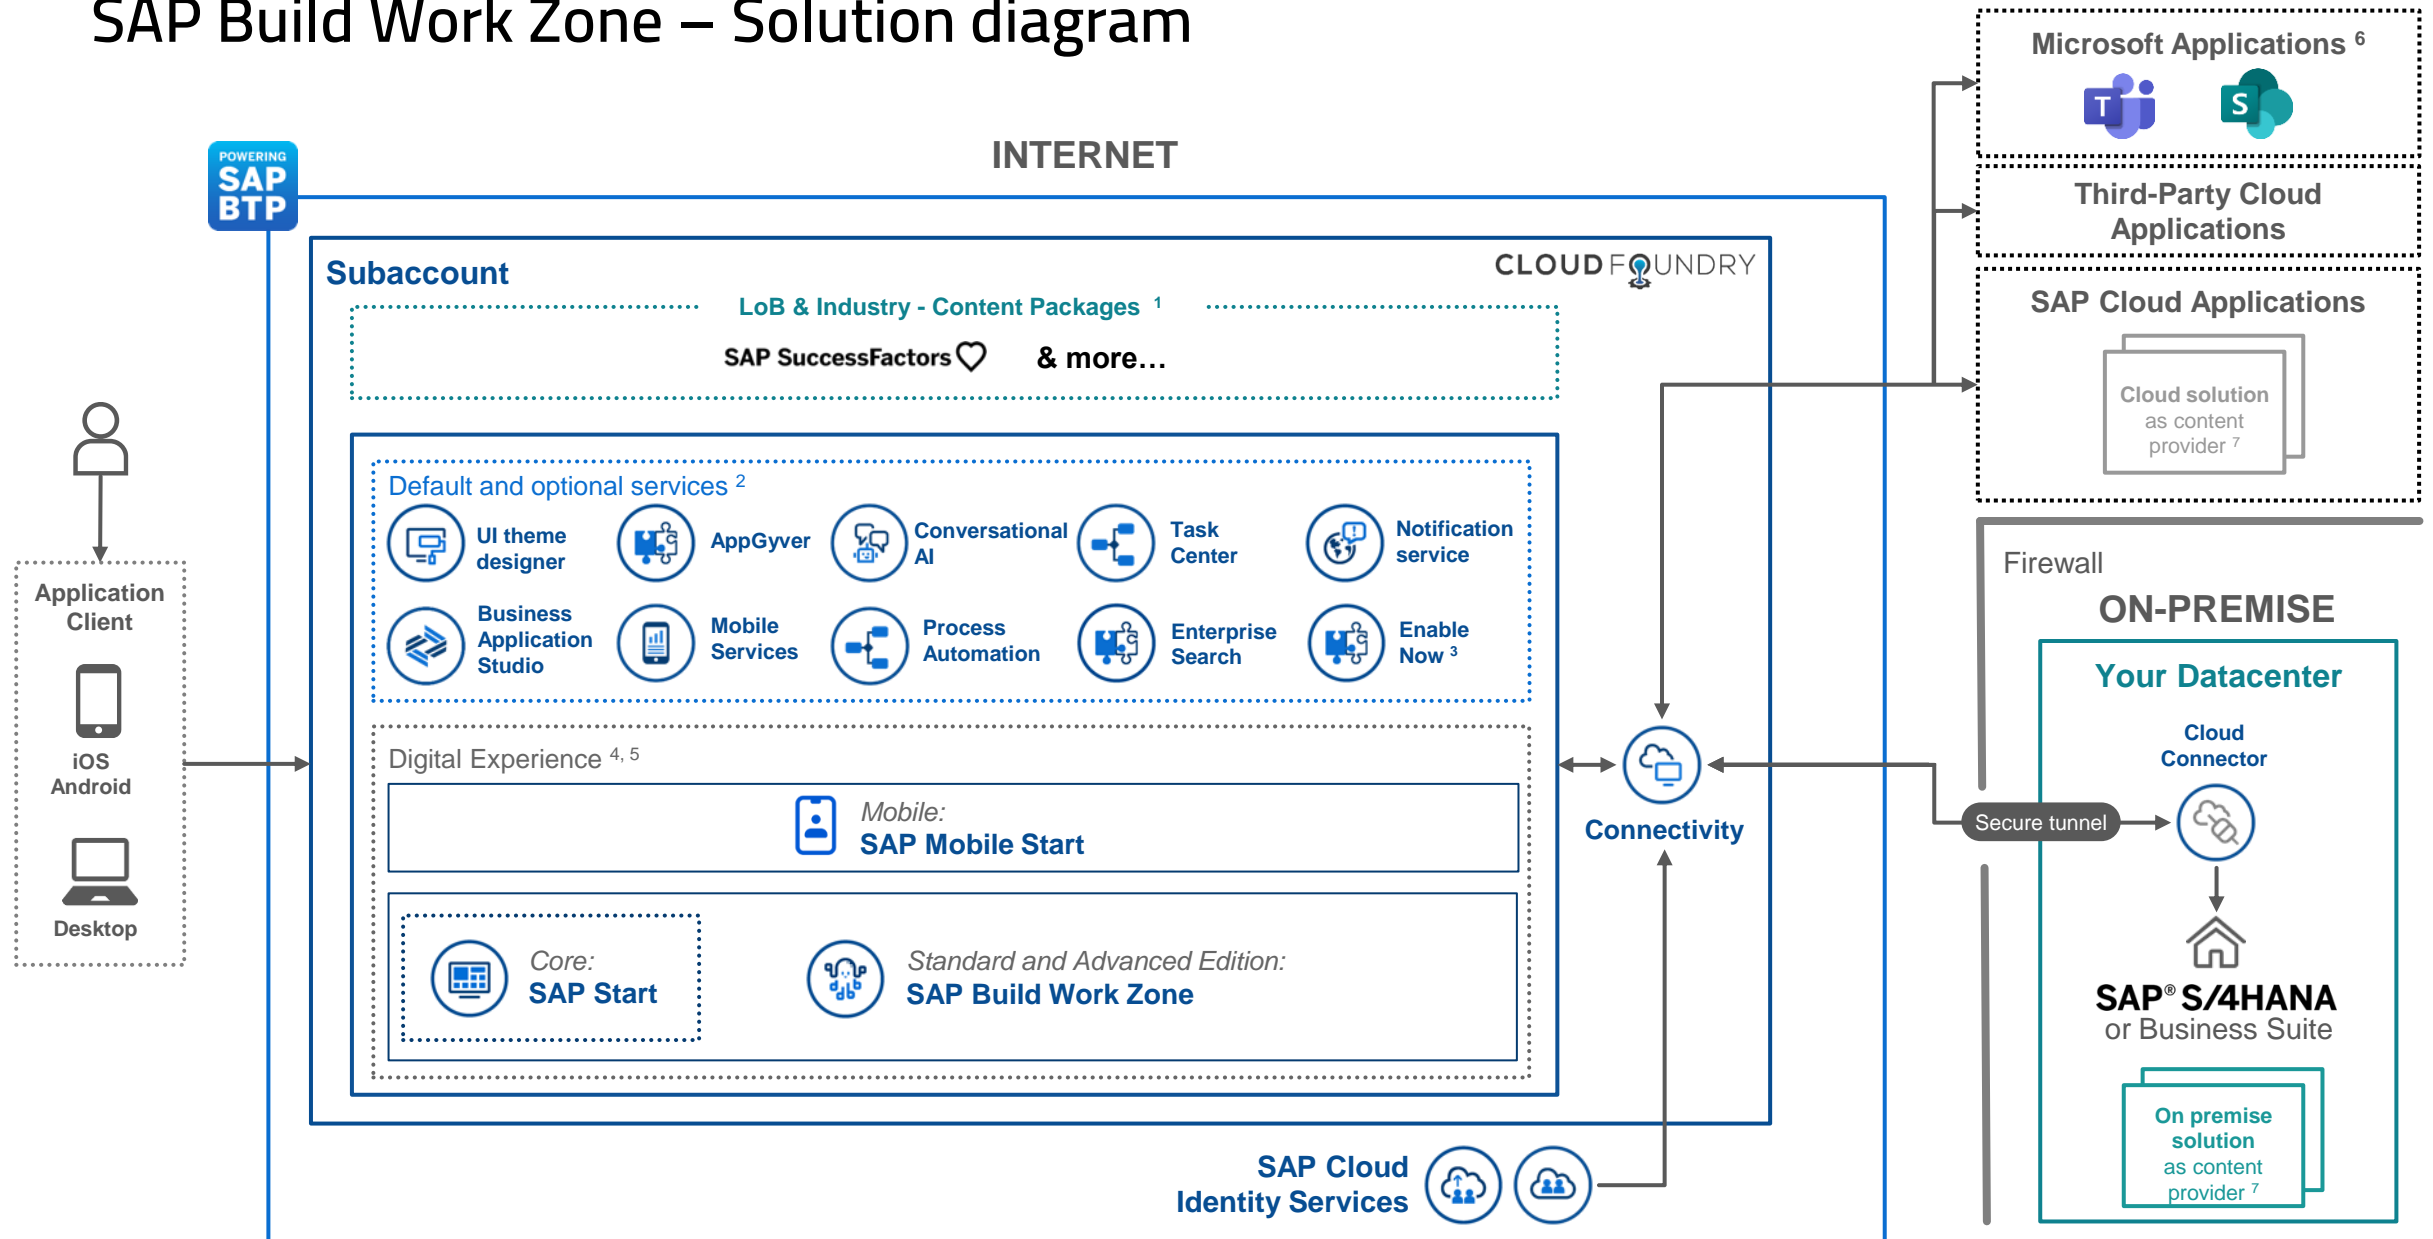 SAP Build Work Zone – Solution diagram
INTERNET
POWERING
SAP
BTP
Subaccount
CLOUD FOUNDRY
LoB & Industry - Content Packages 1
SAP SuccessFactors
& more…
Default and optional services 2
UI theme
designer
AppGyver
Conversational
AI
Task
Center
Notification
service
Business
Application
Studio
Mobile
Services
Process
Automation
Enterprise
Search
Enable
Now 3
Digital Experience 4, 5
Mobile:
SAP Mobile Start
Core:
SAP Start
Standard and Advanced Edition:
SAP Build Work Zone
Connectivity
SAP Cloud
Identity Services
Application
Client
iOS
Android
Desktop
Microsoft Applications 6
T
S
Third-Party Cloud
Applications
SAP Cloud Applications
Cloud solution
as content
provider 7
Firewall
ON-PREMISE
Your Datacenter
Cloud
Connector
Secure tunnel
SAP® S/4HANA
or Business Suite
On premise
solution
as content
provider 7